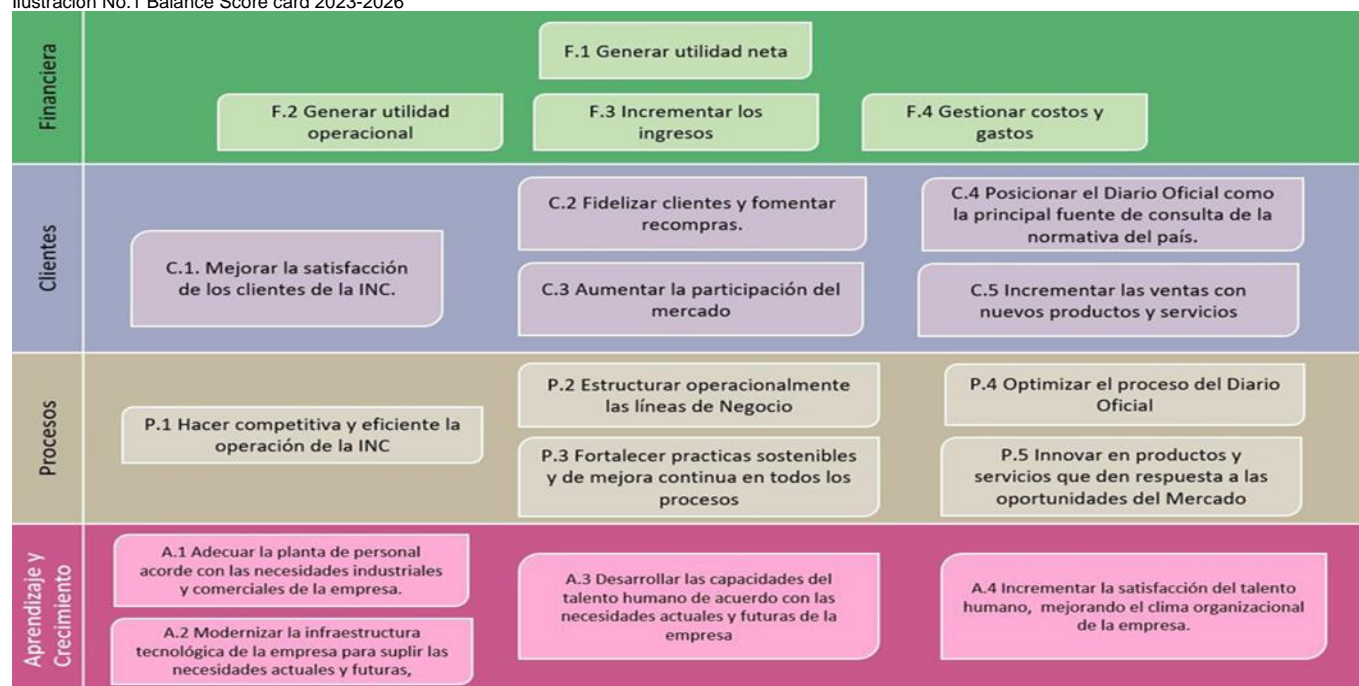 Ilustración No.1 Balance Score card 2023-2026
Financiera
F.1 Generar utilidad neta
F.2 Generar utilidad
operacional
F.3 Incrementar los
ingresos
F.4 Gestionar costos y
gastos
Clientes
C.1. Mejorar la satisfacción
de los clientes de la INC.
C.2 Fidelizar clientes y fomentar
recompras.
C.3 Aumentar la participación del
mercado
C.4 Posicionar el Diario Oficial como
la principal fuente de consulta de la
normativa del país.
C.5 Incrementar las ventas con
nuevos productos y servicios
Procesos
P.1 Hacer competitiva y eficiente la
operación de la INC
P.2 Estructurar operacionalmente
las líneas de Negocio
P.3 Fortalecer practicas sostenibles
y de mejora continua en todos los
procesos
P.4 Optimizar el proceso del Diario
Oficial
P.5 Innovar en productos y
servicios que den respuesta a las
oportunidades del Mercado
Aprendizaje y
Crecimiento
A.1 Adecuar la planta de personal
acorde con las necesidades industriales
y comerciales de la empresa.
A.2 Modernizar la infraestructura
tecnológica de la empresa para suplir las
necesidades actuales y futuras,
A.3 Desarrollar las capacidades del
talento humano de acuerdo con las
necesidades actuales y futuras de la
empresa
A.4 Incrementar la satisfacción del talento
humano, mejorando el clima organizacional
de la empresa.